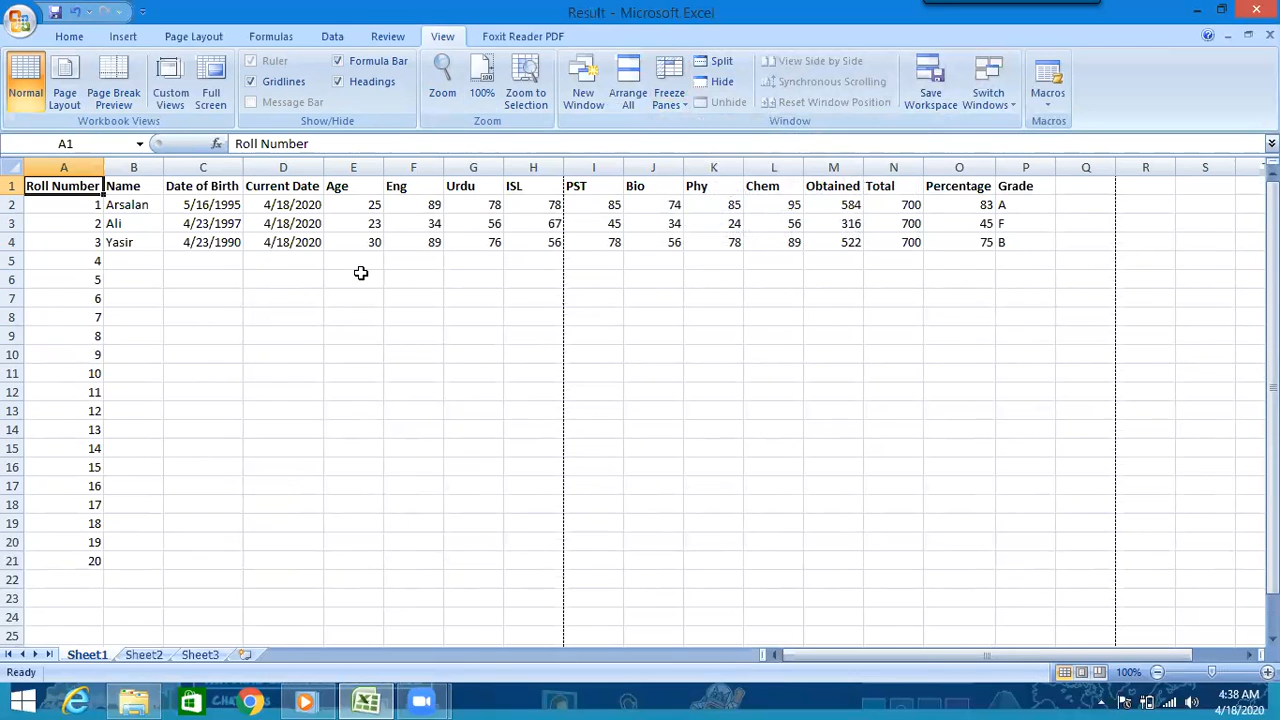 Result - Microsoft Excel
Home Insert Page Layout Formulas Data Review View Foxit Reader PDF
Normal Page Layout Page Break Preview Custom Views Full Screen
Workbook Views
Ruler Formula Bar
Gridlines Headings
Message Bar
Show/Hide
Zoom 100% Zoom to Selection
Zoom
New Window Arrange All Freeze Panes
Split View Side by Side
Hide Synchronous Scrolling
Unhide Reset Window Position
Save Workspace Switch Windows
Window
Macros
Macros
A1 fx Roll Number
A B C D E F G H I J K L M N O P Q R S
1 Roll Number Name Date of Birth Current Date Age Eng Urdu ISL PST Bio Phy Chem Obtained Total Percentage Grade
2 1 Arsalan 5/16/1995 4/18/2020 25 89 78 78 85 74 85 95 584 700 83 A
3 2 Ali 4/23/1997 4/18/2020 23 34 56 67 45 34 24 56 316 700 45 F
4 3 Yasir 4/23/1990 4/18/2020 30 89 76 56 78 56 78 89 522 700 75 B
5 4
6 5
7 6
8 7
9 8
10 9
11 10
12 11
13 12
14 13
15 14
16 15
17 16
18 17
19 18
20 19
21 20
22
23
24
25
Sheet1 Sheet2 Sheet3
Ready 100%
4:38 AM
4/18/2020